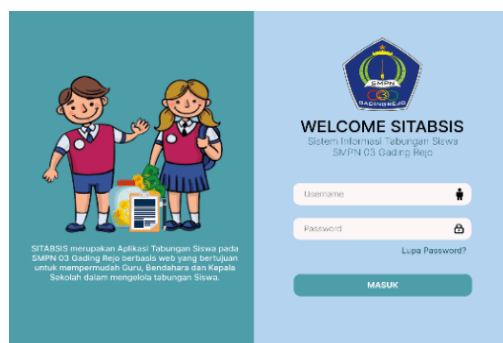 SMPN
GADINGREJO
WELCOME SITABSIS
Sistem Informasi Tabungan Siswa
SMPN 03 Gading Rejo
Username
Password
Lupa Password?
MASUK
SITABSIS merupakan Aplikasi Tabungan Siswa pada
SMPN 03 Gading Rejo berbasis web yang bertujuan
untuk mempermudah Guru, Bendahara dan Kepala
Sekolah dalam mengelola tabungan Siswa.